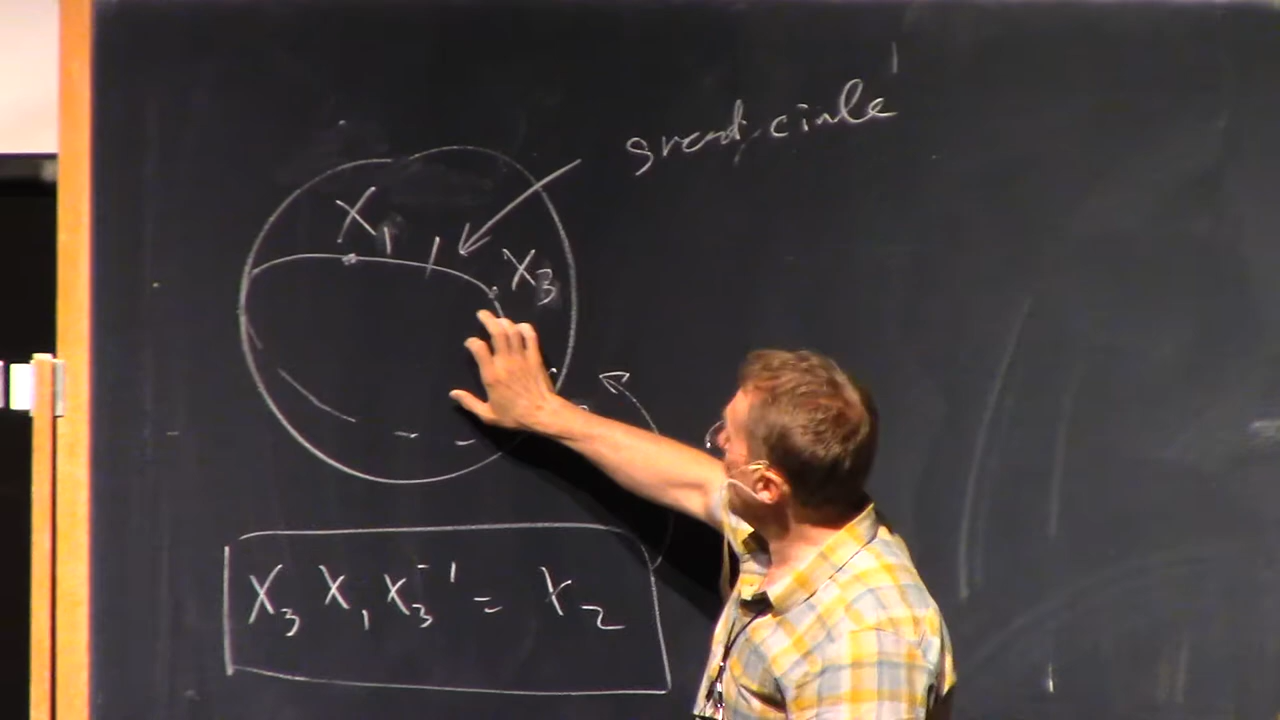 great circle
X₁
X₃
X₃ X₁ X₃⁻¹ = X₂